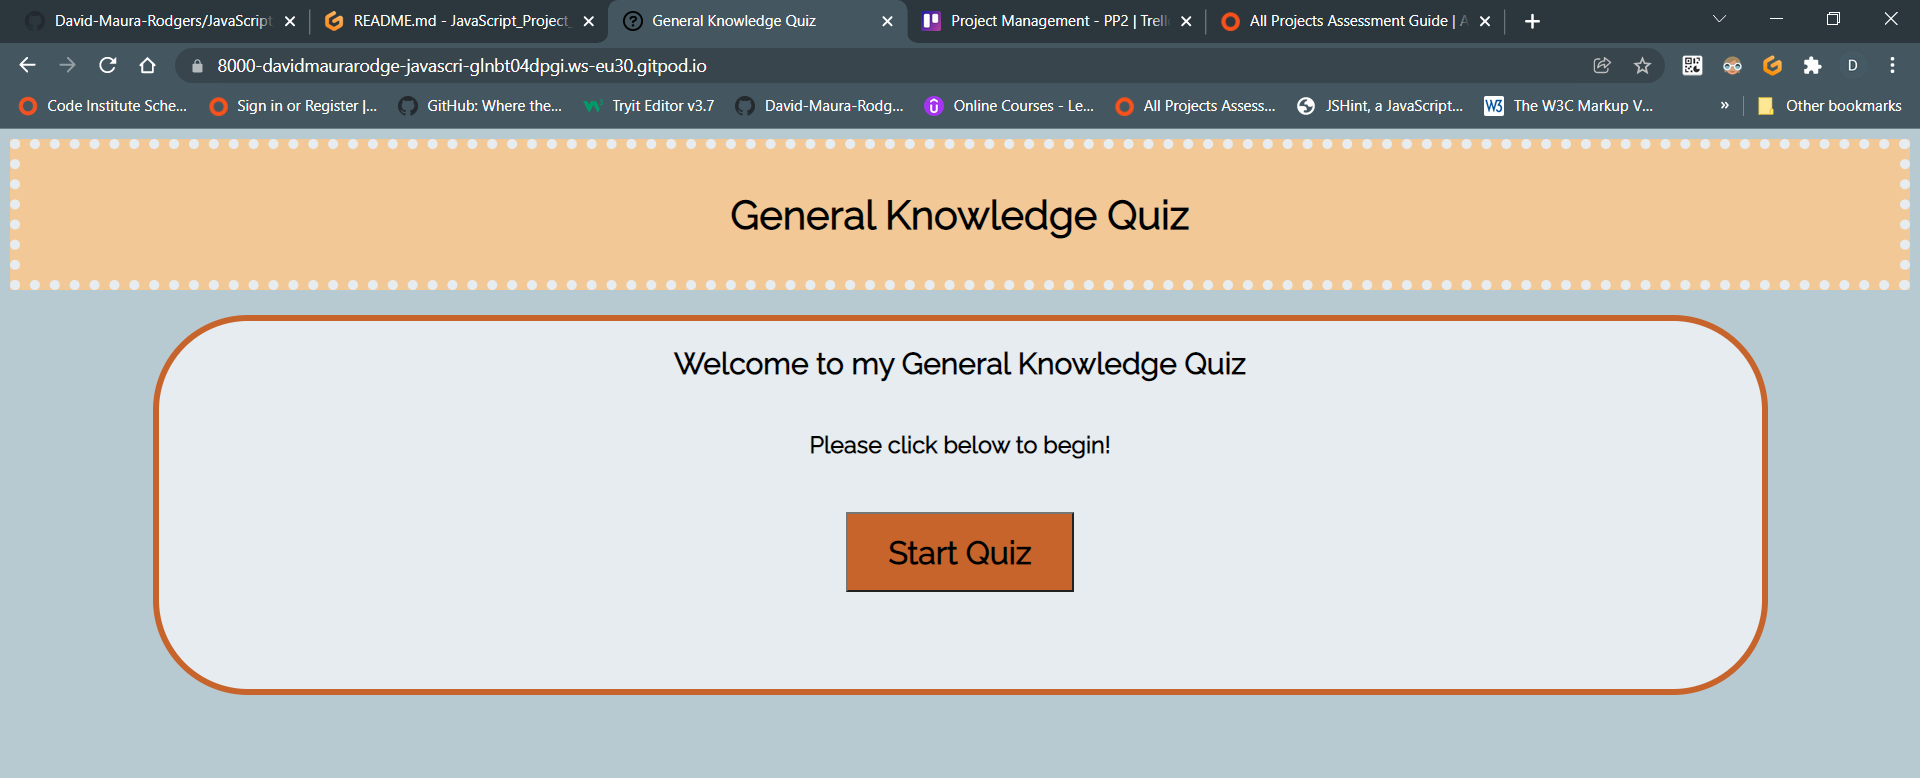 David-Maura-Rodgers/JavaScript
README.md - JavaScript_Project_
General Knowledge Quiz
Project Management - PP2 | Trell
All Projects Assessment Guide | A
8000-davidmaurarodge-javascri-glnbt04dpgi.ws-eu30.gitpod.io
D
Code Institute Sche...
Sign in or Register |...
GitHub: Where the...
Tryit Editor v3.7
David-Maura-Rodg...
Online Courses - Le...
All Projects Assess...
JSHint, a JavaScript...
W3
The W3C Markup V...
»
Other bookmarks
General Knowledge Quiz
Welcome to my General Knowledge Quiz
Please click below to begin!
Start Quiz